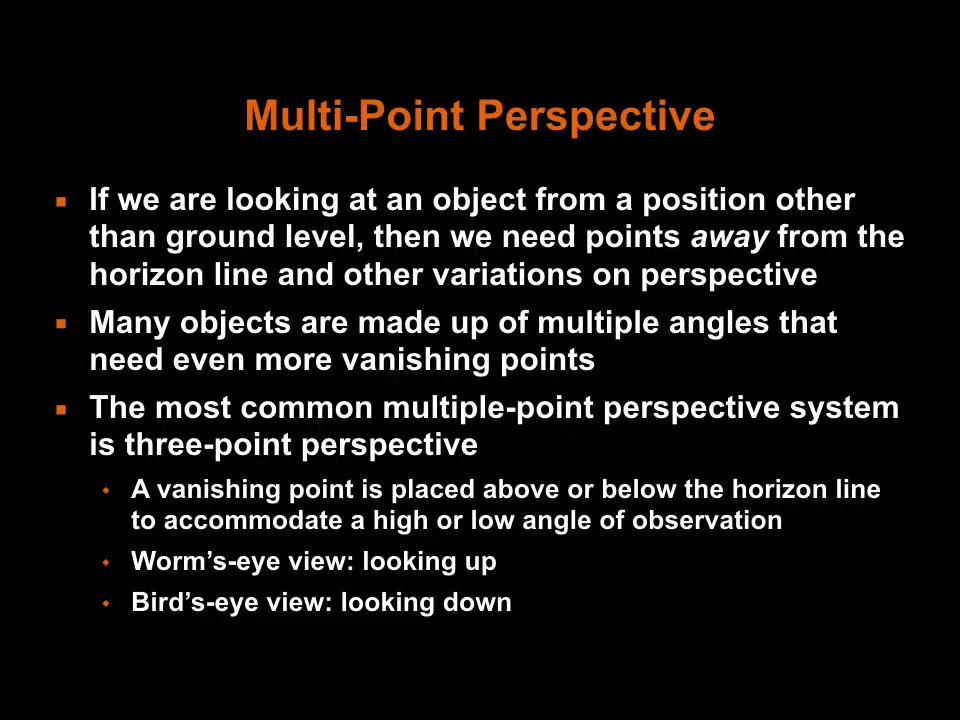 Multi-Point Perspective
If we are looking at an object from a position other
than ground level, then we need points away from the
horizon line and other variations on perspective
Many objects are made up of multiple angles that
need even more vanishing points
The most common multiple-point perspective system
is three-point perspective
A vanishing point is placed above or below the horizon line
to accommodate a high or low angle of observation
Worm’s-eye view: looking up
Bird’s-eye view: looking down